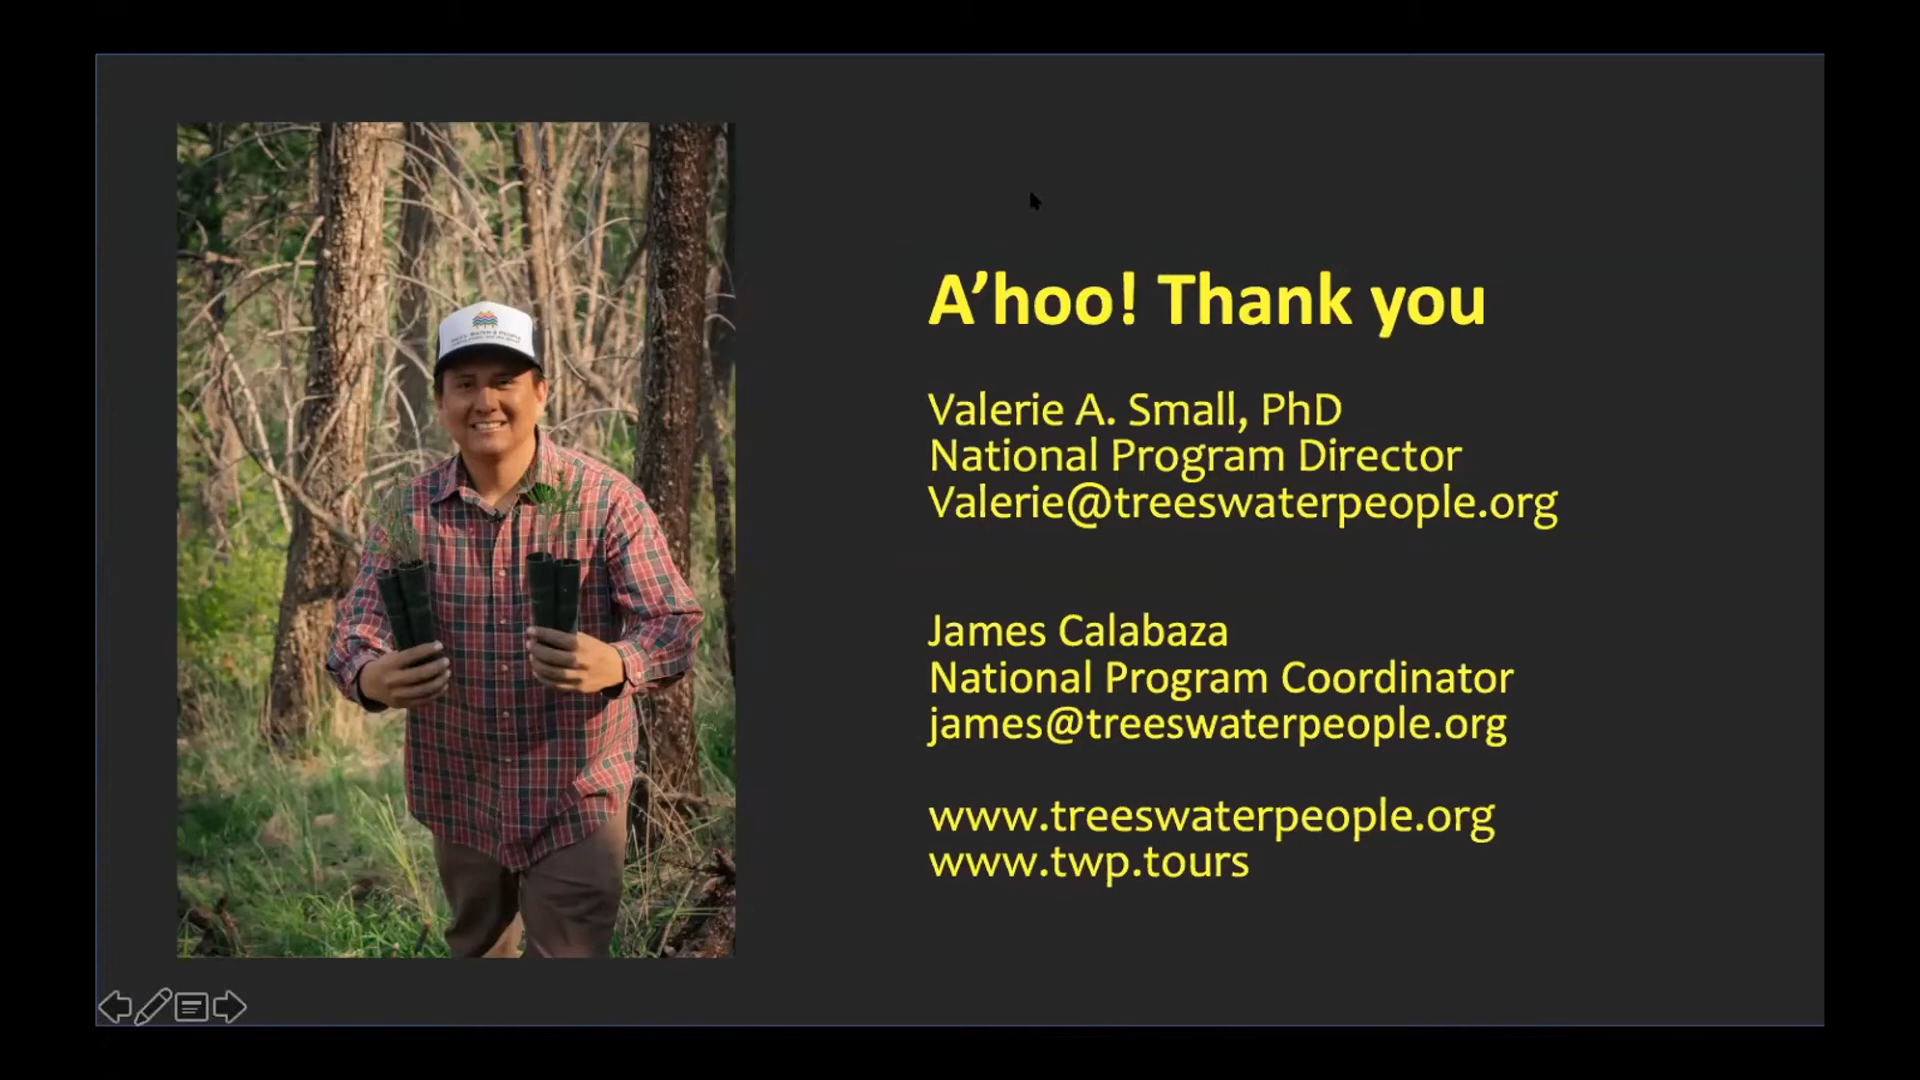 A’hoo! Thank you
Valerie A. Small, PhD
National Program Director
Valerie@treeswaterpeople.org
James Calabaza
National Program Coordinator
james@treeswaterpeople.org
www.treeswaterpeople.org
www.twp.tours